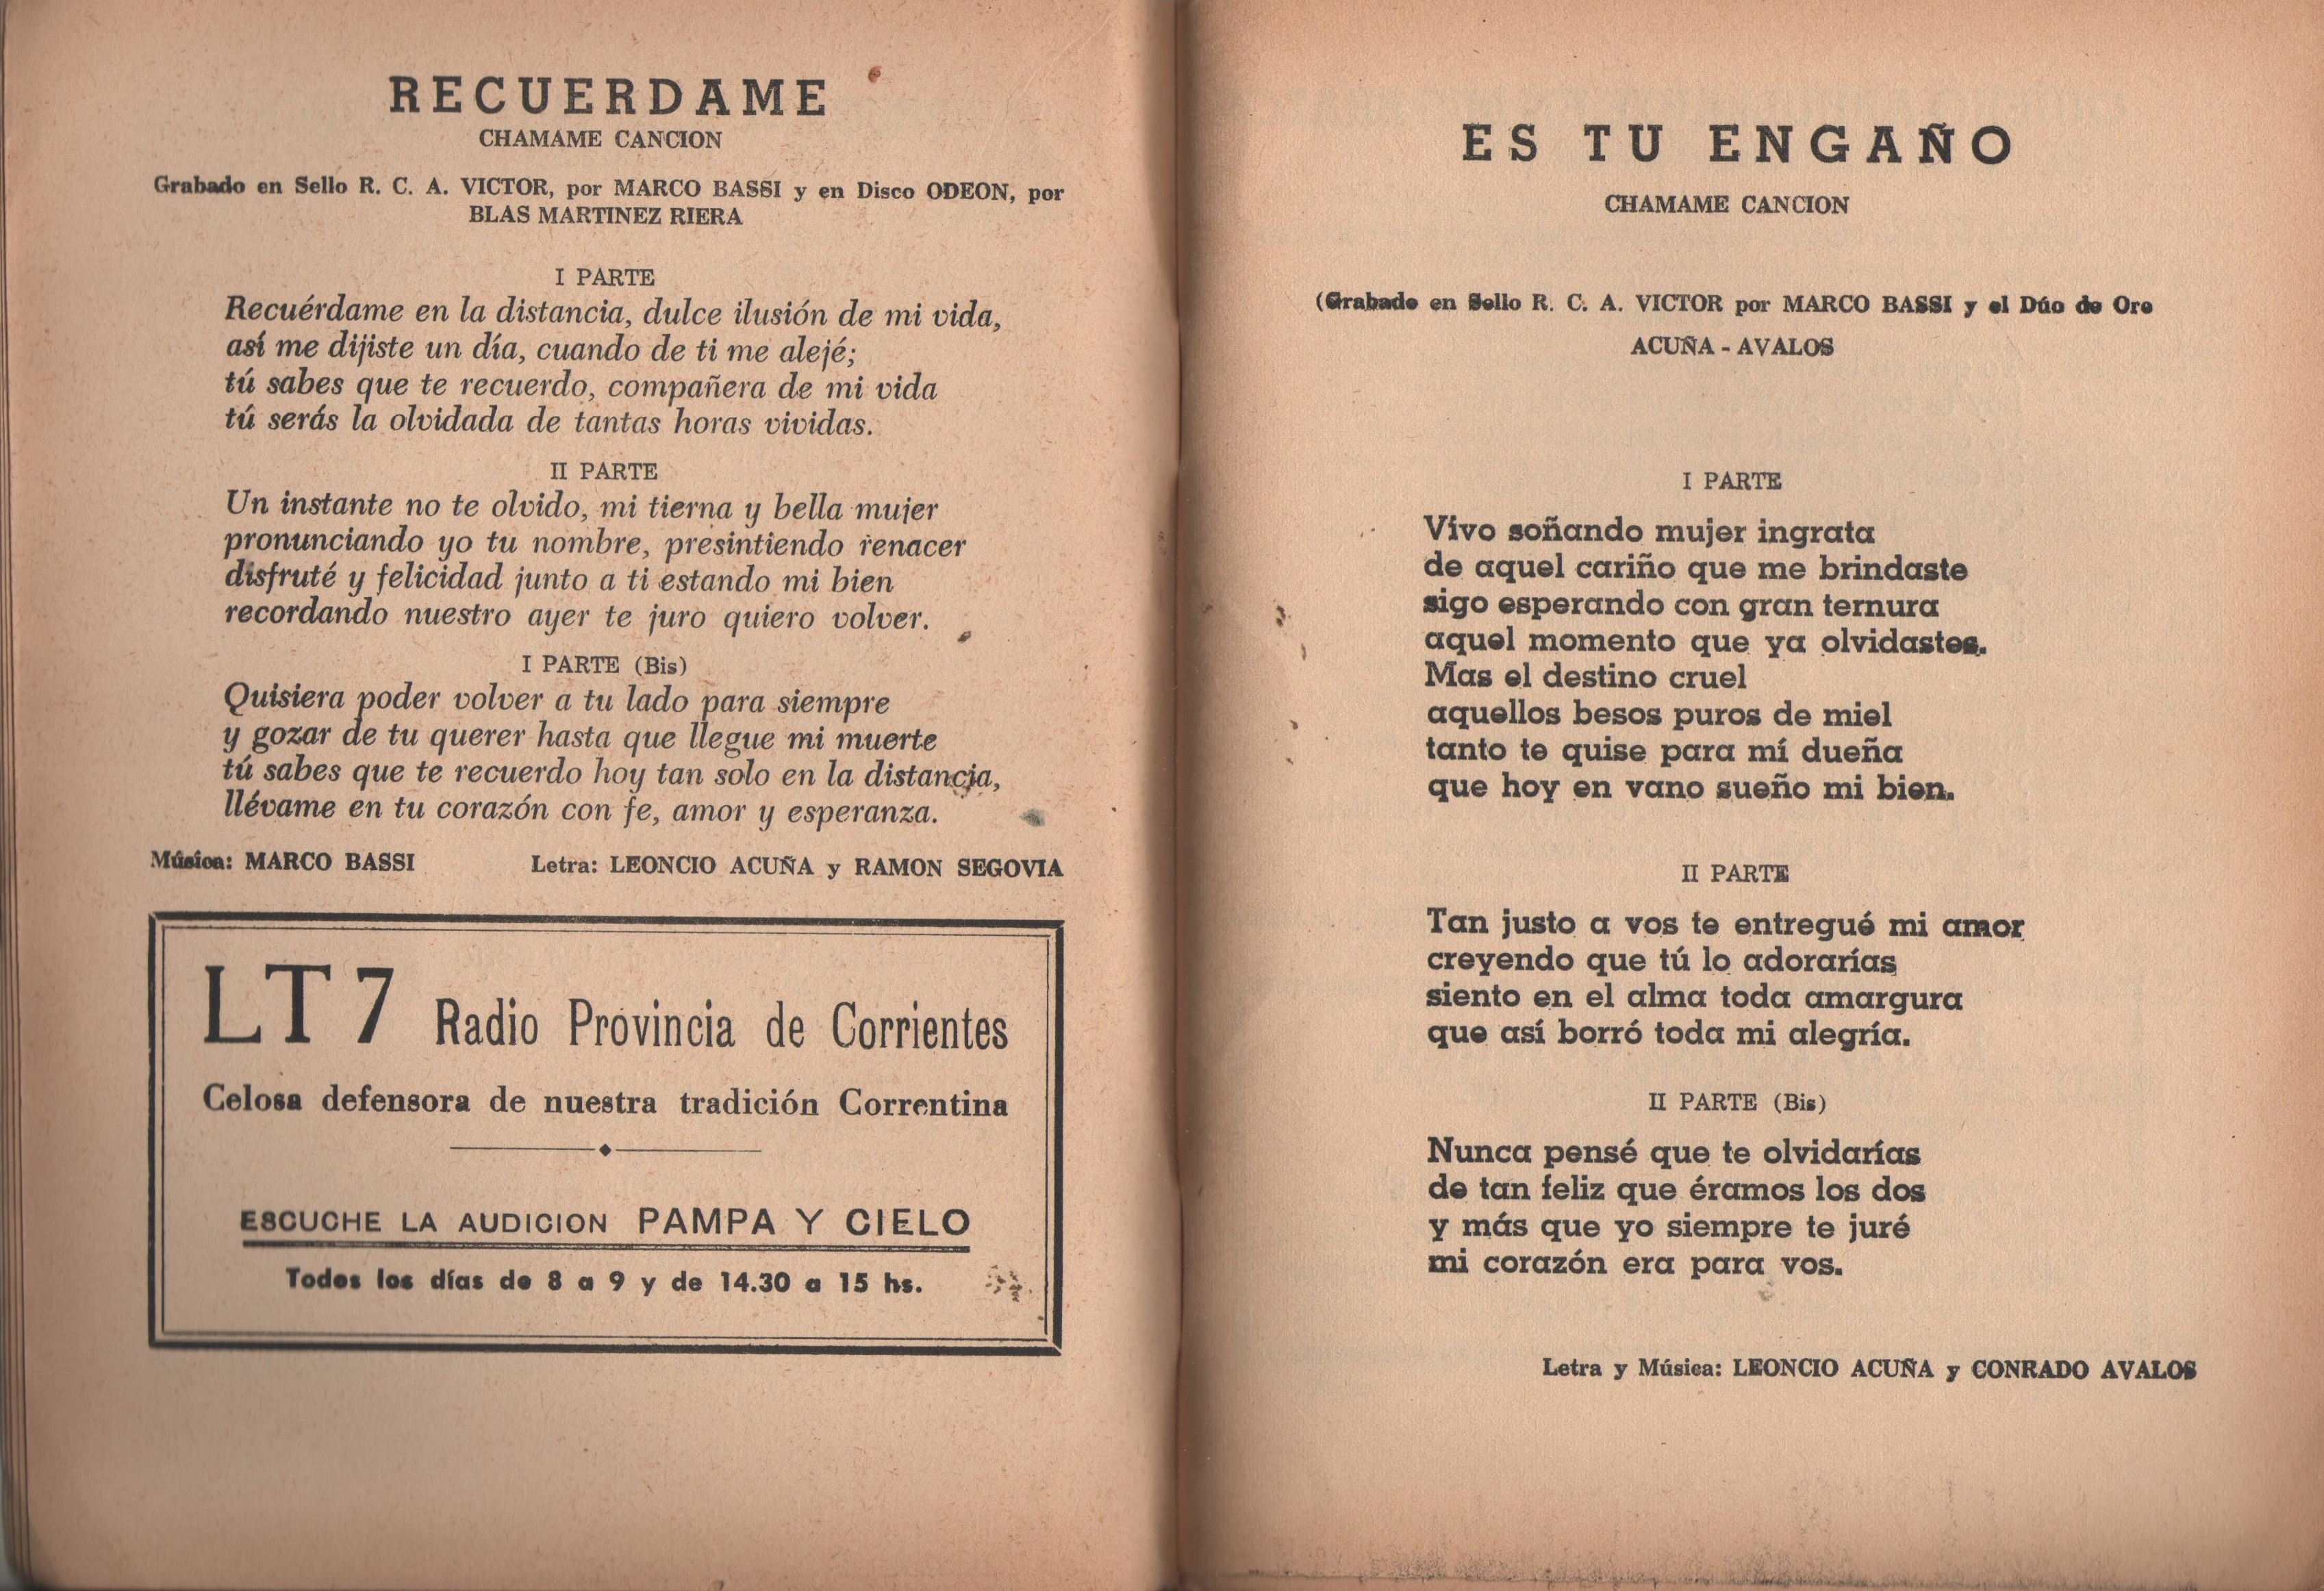 RECUERDAME
CHAMAME CANCION
Grabado en Sello R. C. A. VICTOR, por MARCO BASSI y en Disco ODEON, por
BLAS MARTINEZ RIERA
I PARTE
Recuérdame en la distancia, dulce ilusión de mi vida,
así me dijiste un día, cuando de ti me alejé;
tú sabes que te recuerdo, compañera de mi vida
tú serás la olvidada de tantas horas vividas.
II PARTE
Un instante no te olvido, mi tierna y bella mujer
pronunciando yo tu nombre, presintiendo renacer
disfruté y felicidad junto a ti estando mi bien
recordando nuestro ayer te juro quiero volver.
I PARTE (Bis)
Quisiera poder volver a tu lado para siempre
y gozar de tu querer hasta que llegue mi muerte
tú sabes que te recuerdo hoy tan solo en la distancia,
llévame en tu corazón con fe, amor y esperanza.
Música: MARCO BASSI Letra: LEONCIO ACUÑA y RAMON SEGOVIA
LT7 Radio Provincia de Corrientes
Celosa defensora de nuestra tradición Correntina
ESCUCHE LA AUDICION PAMPA Y CIELO
Todos los días de 8 a 9 y de 14.30 a 15 hs.
ES TU ENGAÑO
CHAMAME CANCION
(Grabado en Sello R. C. A. VICTOR por MARCO BASSI y el Dúo de Oro
ACUÑA - AVALOS
I PARTE
Vivo soñando mujer ingrata
de aquel cariño que me brindaste
sigo esperando con gran ternura
aquel momento que ya olvidastes.
Mas el destino cruel
aquellos besos puros de miel
tanto te quise para mí dueña
que hoy en vano sueño mi bien.
II PARTE
Tan justo a vos te entregué mi amor
creyendo que tú lo adorarías
siento en el alma toda amargura
que así borró toda mi alegría.
II PARTE (Bis)
Nunca pensé que te olvidarías
de tan feliz que éramos los dos
y más que yo siempre te juré
mi corazón era para vos.
Letra y Música: LEONCIO ACUÑA y CONRADO AVALOS